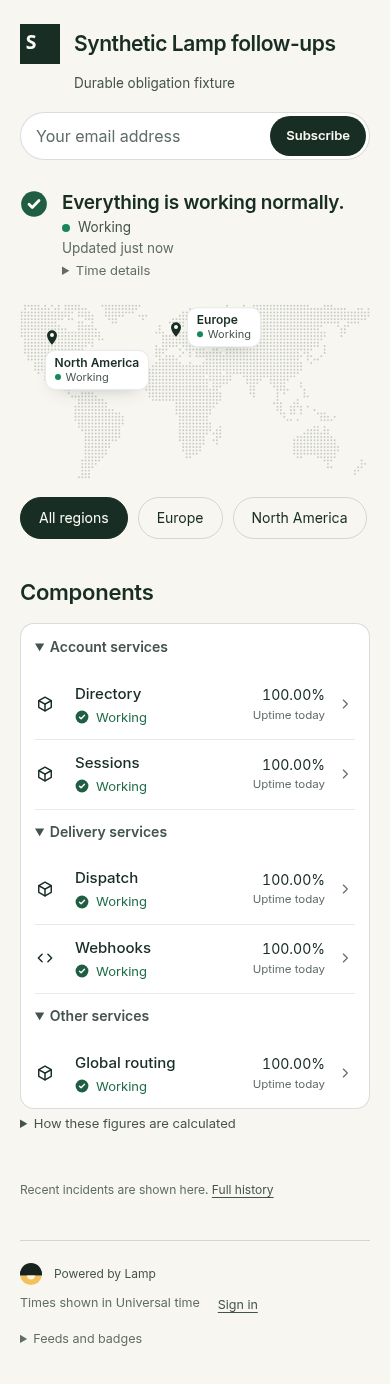 S
Synthetic Lamp follow-ups
Durable obligation fixture
Your email address
Subscribe
Everything is working normally.
Working
Updated just now
Time details
Europe
Working
North America
Working
All regions
Europe
North America
Components
Account services
Directory
100.00%
Working
Uptime today
Sessions
100.00%
Working
Uptime today
Delivery services
Dispatch
100.00%
Working
Uptime today
Webhooks
100.00%
Working
Uptime today
Other services
Global routing
100.00%
Working
Uptime today
How these figures are calculated
Recent incidents are shown here. Full history
Powered by Lamp
Times shown in Universal time
Sign in
Feeds and badges